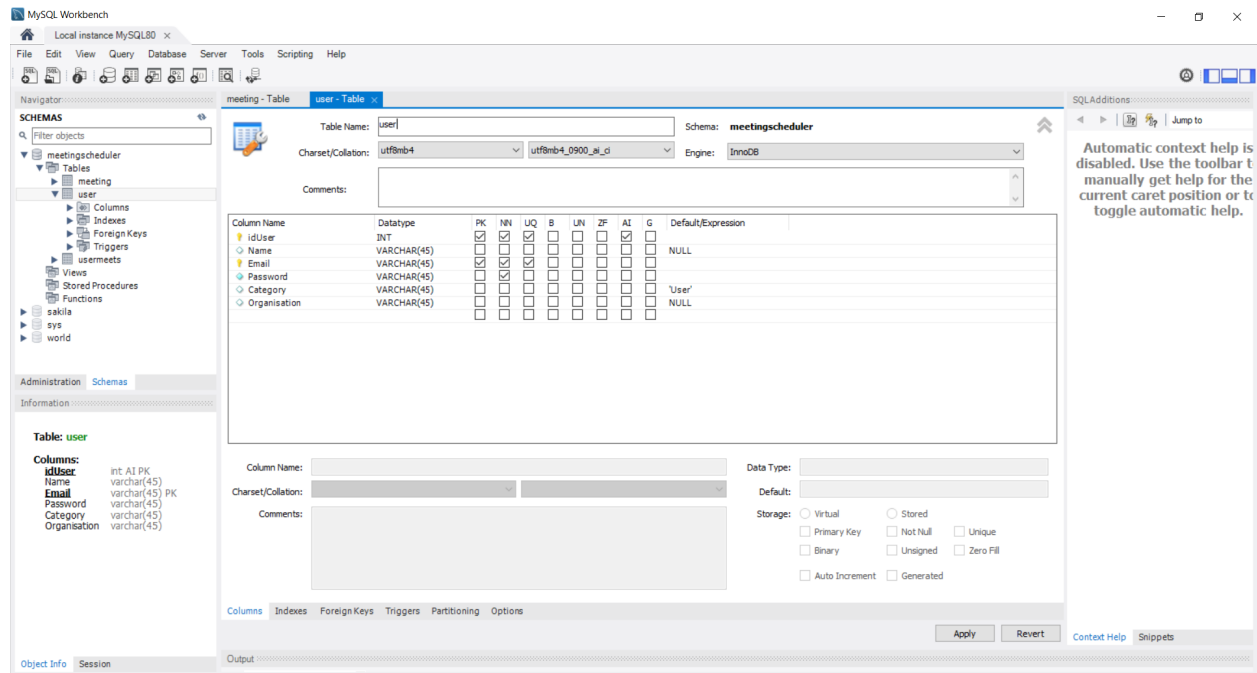 MySQL Workbench
Local instance MySQL80
File Edit View Query Database Server Tools Scripting Help
Navigator
SCHEMAS
Filter objects
meetingscheduler
Tables
meeting
user
Columns
Indexes
Foreign Keys
Triggers
usermeets
Views
Stored Procedures
Functions
sakila
sys
world
Administration Schemas
Information
Table: user
Columns:
idUser int AI PK
Name varchar(45)
Email varchar(45) PK
Password varchar(45)
Category varchar(45)
Organisation varchar(45)
Object Info Session
meeting - Table user - Table
Table Name: user Schema: meetingscheduler
Charset/Collation: utf8mb4 utf8mb4_0900_ai_ci Engine: InnoDB
Comments:
Column Name Datatype PK NN UQ B UN ZF AI G Default/Expression
idUser INT
Name VARCHAR(45) NULL
Email VARCHAR(45)
Password VARCHAR(45)
Category VARCHAR(45) 'User'
Organisation VARCHAR(45) NULL
Column Name: Data Type:
Charset/Collation: Default:
Comments: Storage: Virtual Stored
Primary Key Not Null Unique
Binary Unsigned Zero Fill
Auto Increment Generated
Columns Indexes Foreign Keys Triggers Partitioning Options
Apply Revert
Output
SQLAdditions
Jump to
Automatic context help is
disabled. Use the toolbar t
manually get help for the
current caret position or to
toggle automatic help.
Context Help Snippets